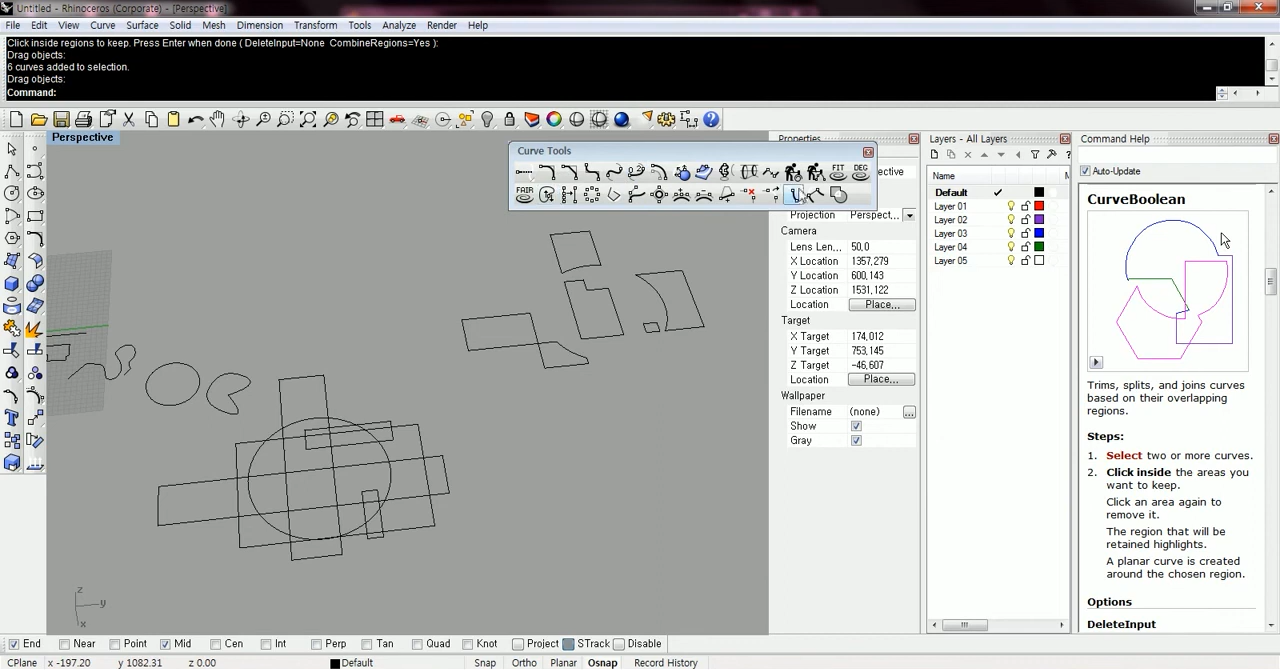 Untitled - Rhinoceros (Corporate) - [Perspective]
File Edit View Curve Surface Solid Mesh Dimension Transform Tools Analyze Render Help
Click inside regions to keep. Press Enter when done ( DeleteInput=None CombineRegions=Yes ):
Drag objects:
6 curves added to selection.
Drag objects:
Command:
Perspective
Curve Tools
FIT DEG
FAIR
Properties
Projection Perspect...
Camera
Lens Len... 50,0
X Location 1357,279
Y Location 600,143
Z Location 1531,122
Location Place...
Target
X Target 174,012
Y Target 753,145
Z Target -46,607
Location Place...
Wallpaper
Filename (none) ...
Show
Gray
Layers - All Layers
Name M
Default
Layer 01
Layer 02
Layer 03
Layer 04
Layer 05
Command Help
Auto-Update
CurveBoolean
Trims, splits, and joins curves
based on their overlapping
regions.
Steps:
1. Select two or more curves.
2. Click inside the areas you
want to keep.
Click an area again to
remove it.
The region that will be
retained highlights.
A planar curve is created
around the chosen region.
Options
DeleteInput
z
y
x
End Near Point Mid Cen Int Perp Tan Quad Knot Project STrack Disable
CPlane x -197.20 y 1082.31 z 0.00 Default Snap Ortho Planar Osnap Record History